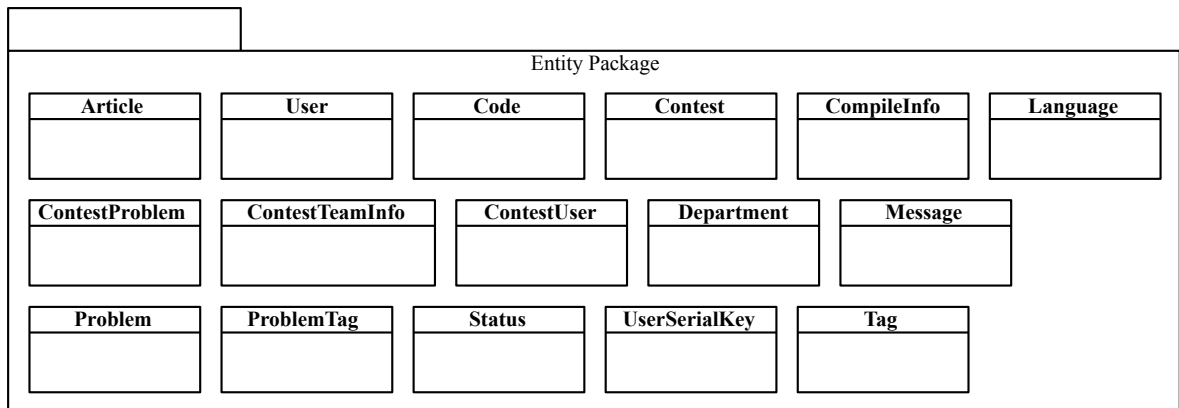 Entity Package
Article User Code Contest CompileInfo Language
ContestProblem ContestTeamInfo ContestUser Department Message
Problem ProblemTag Status UserSerialKey Tag